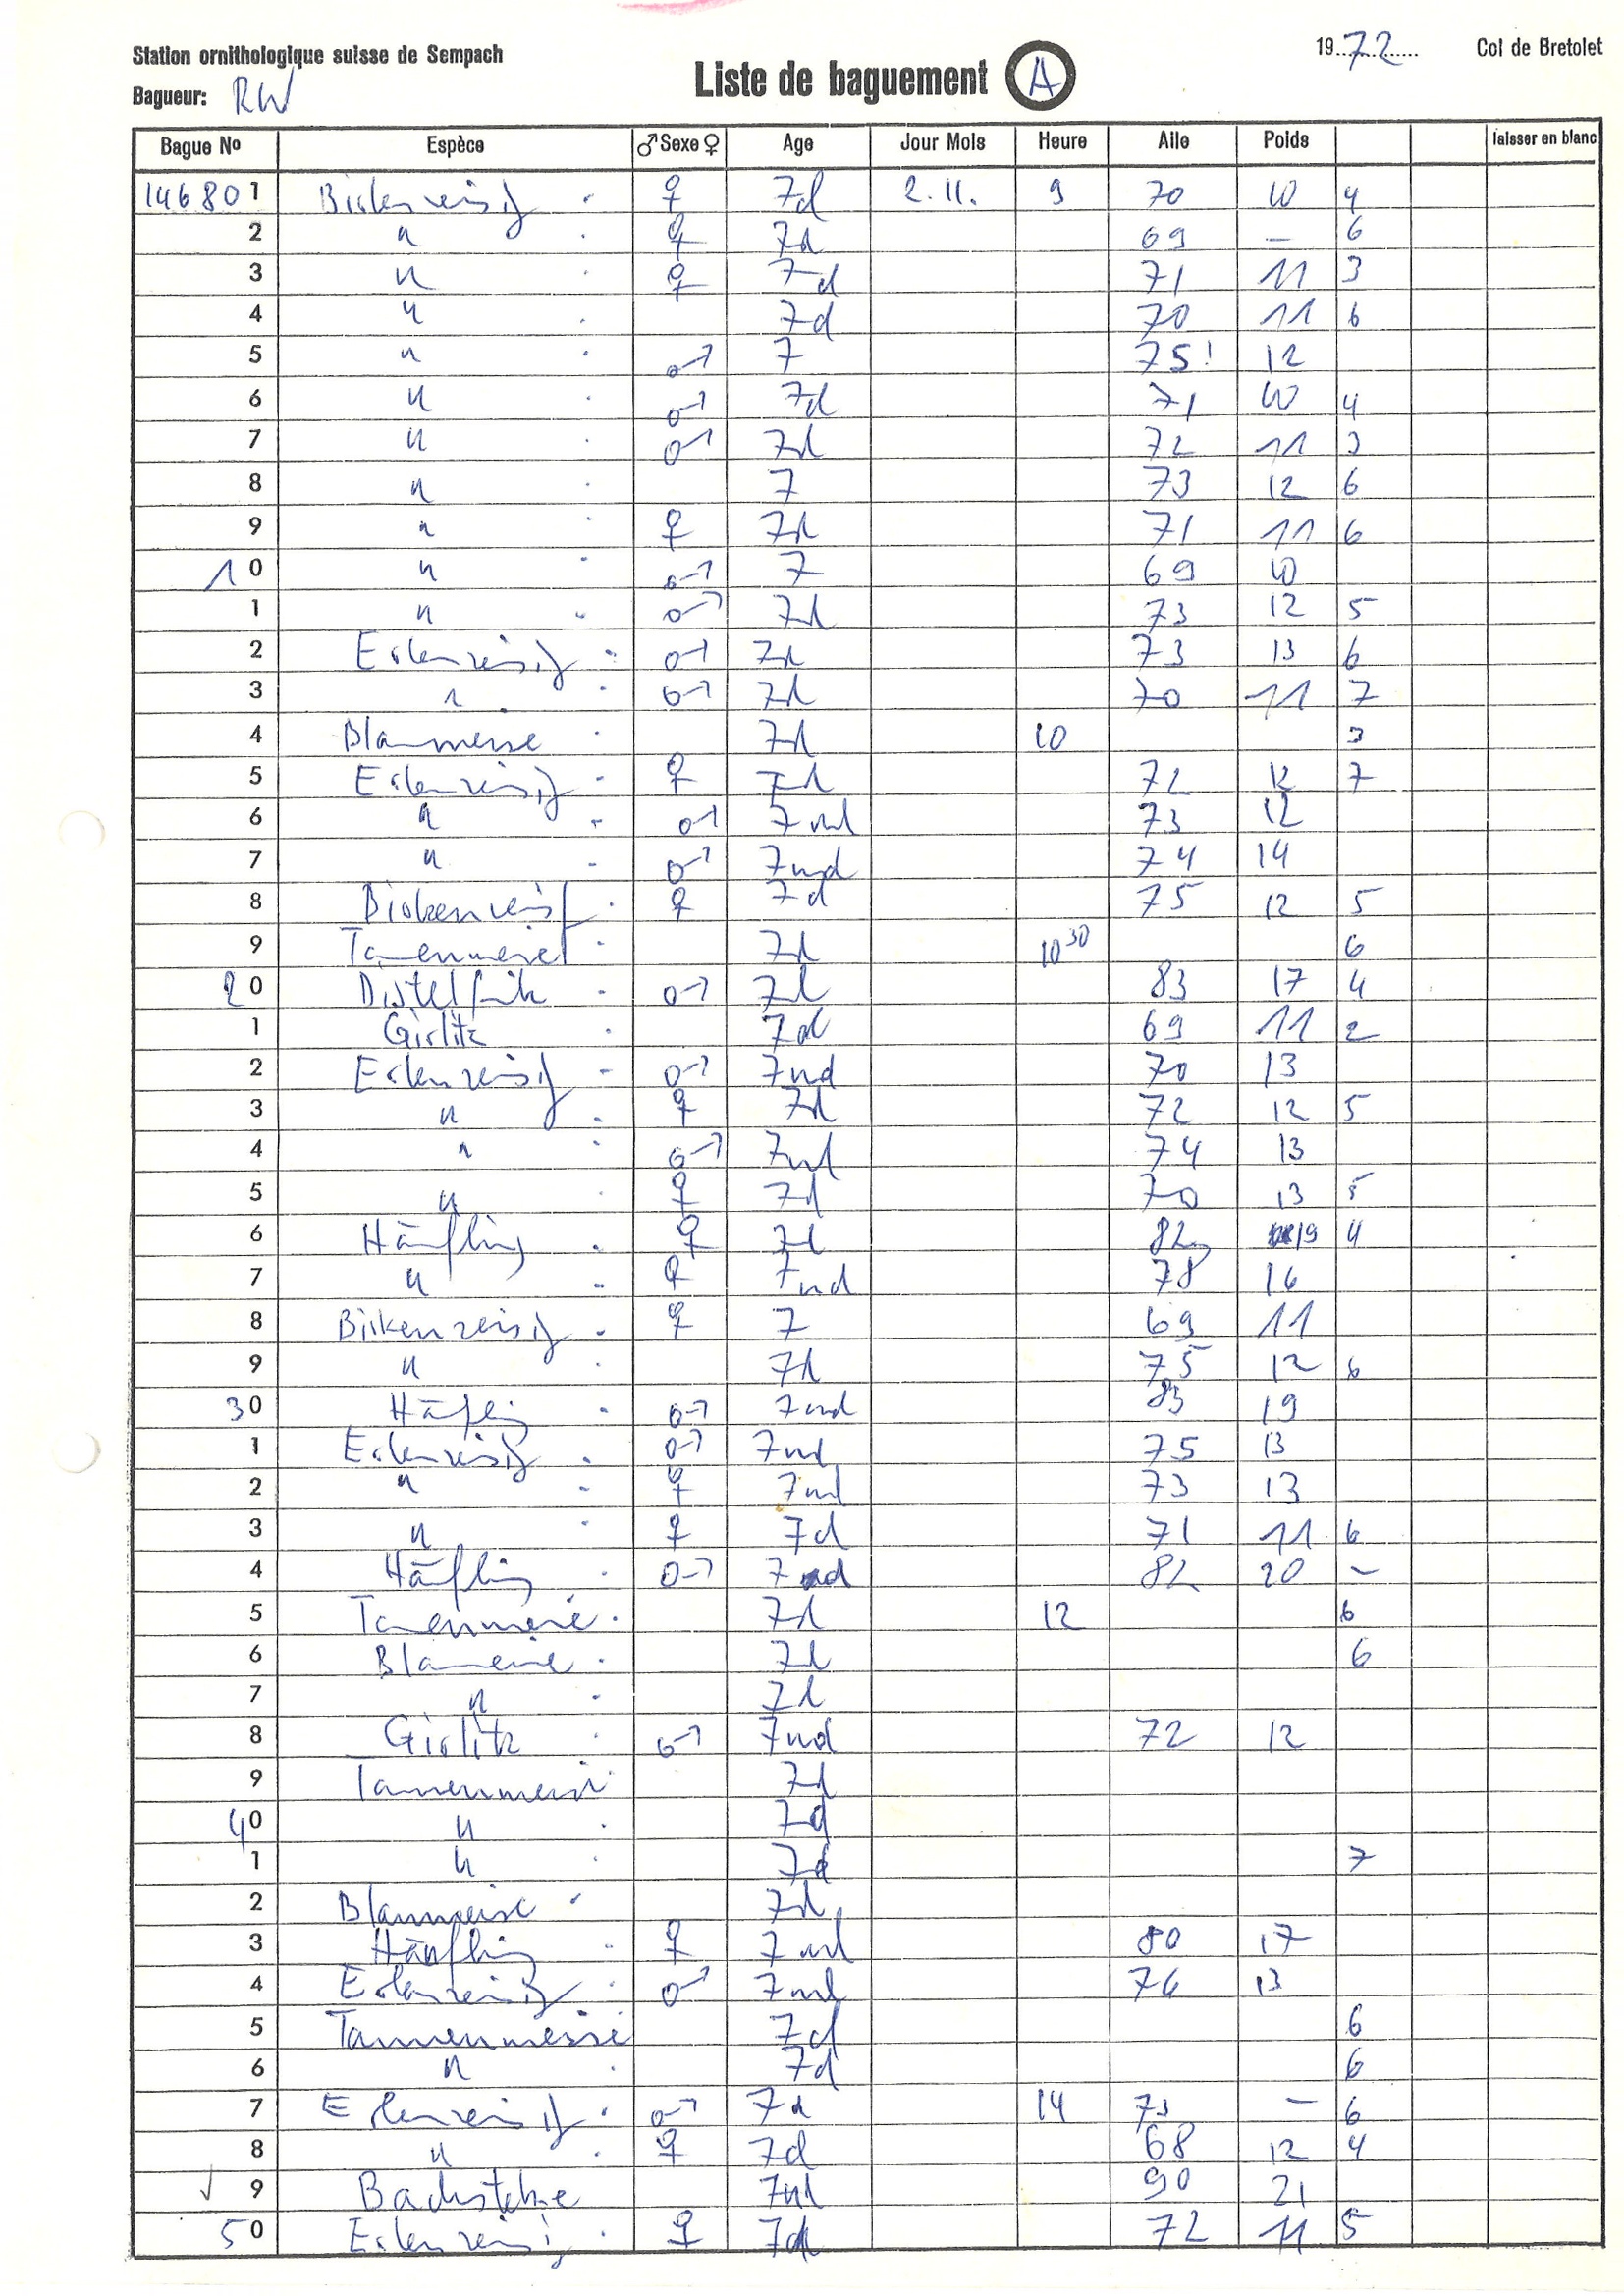 Station ornithologique suisse de Sempach
19 72 Col de Bretolet
Bagueur: RW
Liste de baguement A
Bague No Espèce ♂ Sexe ♀ Age Jour Mois Heure Aile Poids laisser en blanc
146801 Birkenzeisig ♀ 7d 2.11. 9 70 10 4
2 " ♀ 7d 69 – 6
3 " ♀ 7d 71 11 3
4 " 7d 70 11 6
5 " ♂ 7 75! 12
6 " ♂ 7d 71 10 4
7 " ♂ 7d 72 11 3
8 " 7 73 12 6
9 " ♀ 7d 71 11 6
10 " ♂ 7 69 10
1 " ♂ 7d 73 12 5
2 Erlenzeisig ♂ 7d 73 13 6
3 " ♂ 7d 70 11 7
4 Blaumeise 7d 10 3
5 Erlenzeisig ♀ 7d 72 12 7
6 " ♂ 7nd 73 12
7 " ♂ 7nd 74 14
8 Birkenzeisig ♀ 7d 75 12 5
9 Tannenmeise 7d 10 30 6
20 Distelfink ♂ 7d 83 17 4
1 Girlitz 7d 69 11 2
2 Erlenzeisig ♂ 7nd 70 13
3 " ♀ 7d 72 12 5
4 " ♂ 7nd 74 13
5 " ♀ 7d 70 13 5
6 Hänfling ♀ 7d 82 19 4
7 " ♀ 7nd 78 16
8 Birkenzeisig ♀ 7 69 11
9 " 7d 75 12 6
30 Hänfling ♂ 7nd 83 19
1 Erlenzeisig ♂ 7nd 75 13
2 " ♀ 7nd 73 13
3 " ♀ 7d 71 11 6
4 Hänfling ♂ 7nd 82 20 –
5 Tannenmeise 7d 12 6
6 Blaumeise 7d 6
7 " 7d
8 Girlitz ♂ 7nd 72 12
9 Tannenmeise 7d
40 " 7d
1 " 7d 7
2 Blaumeise 7d
3 Hänfling ♀ 7nd 80 17
4 Erlenzeisig ♂ 7nd 76 13
5 Tannenmeise 7d 6
6 " 7d 6
7 Erlenzeisig ♂ 7d 14 73 – 6
8 " ♀ 7d 68 12 4
✓ 9 Bachstelze 7nd 90 21
50 Erlenzeisig ♀ 7d 72 11 5